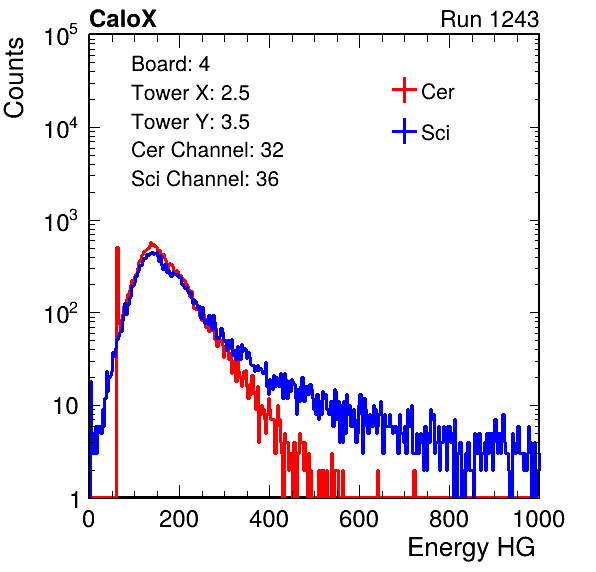 CaloX Run 1243
Counts
Board: 4
Tower X: 2.5
Tower Y: 3.5
Cer Channel: 32
Sci Channel: 36
Cer
Sci
10^5
10^4
10^3
10^2
10
1
0 200 400 600 800 1000
Energy HG